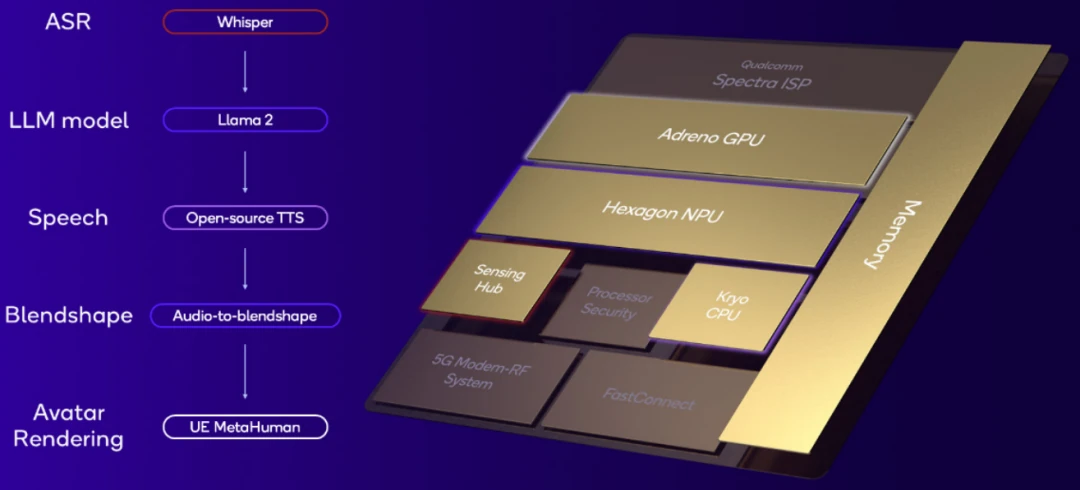 ASR
Whisper
LLM model
Llama 2
Speech
Open-source TTS
Blendshape
Audio-to-blendshape
Avatar
Rendering
UE MetaHuman
Qualcomm
Spectra ISP
Adreno GPU
Hexagon NPU
Sensing
Hub
Processor
Security
Kryo
CPU
5G Modem-RF
System
FastConnect
Memory